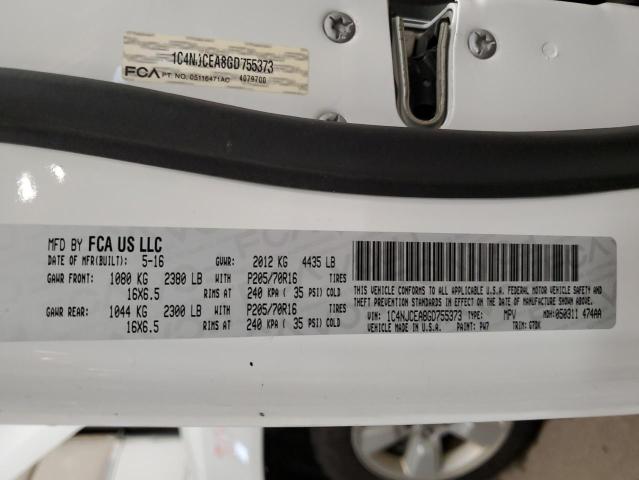 1C4NJCEA8GD755373
FCA PT. NO. 05116471AC 4079700
MFD BY FCA US LLC
DATE OF MFR(BUILT): 5-16 GVWR: 2012 KG 4435 LB
GAWR FRONT: 1080 KG 2380 LB WITH P205/70R16 TIRES
16X6.5 RIMS AT 240 KPA ( 35 PSI) COLD
GAWR REAR: 1044 KG 2300 LB WITH P205/70R16 TIRES
16X6.5 RIMS AT 240 KPA ( 35 PSI) COLD
THIS VEHICLE CONFORMS TO ALL APPLICABLE U.S.A. FEDERAL MOTOR VEHICLE SAFETY AND
THEFT PREVENTION STANDARDS IN EFFECT ON THE DATE OF MANUFACTURE SHOWN ABOVE.
VIN: 1C4NJCEA8GD755373 TYPE: MPV MDH: 050311 474AA
VEHICLE MADE IN U.S.A. PAINT: PW7 TRIM: G7DK